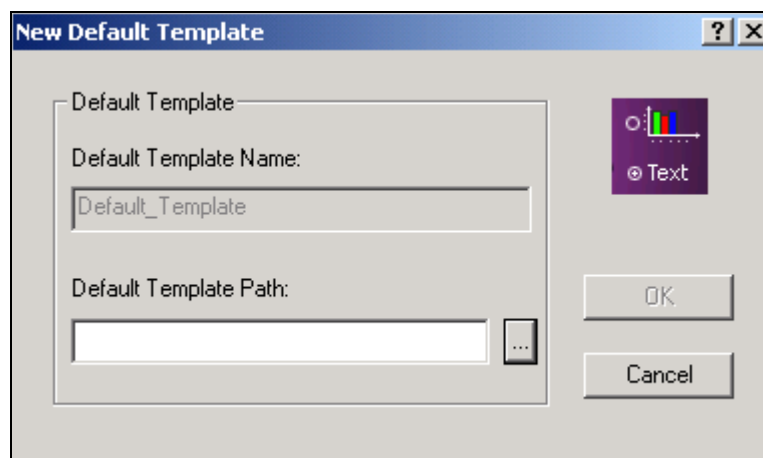 New Default Template
Default Template
Default Template Name:
Default_Template
Default Template Path:
...
Text
OK
Cancel